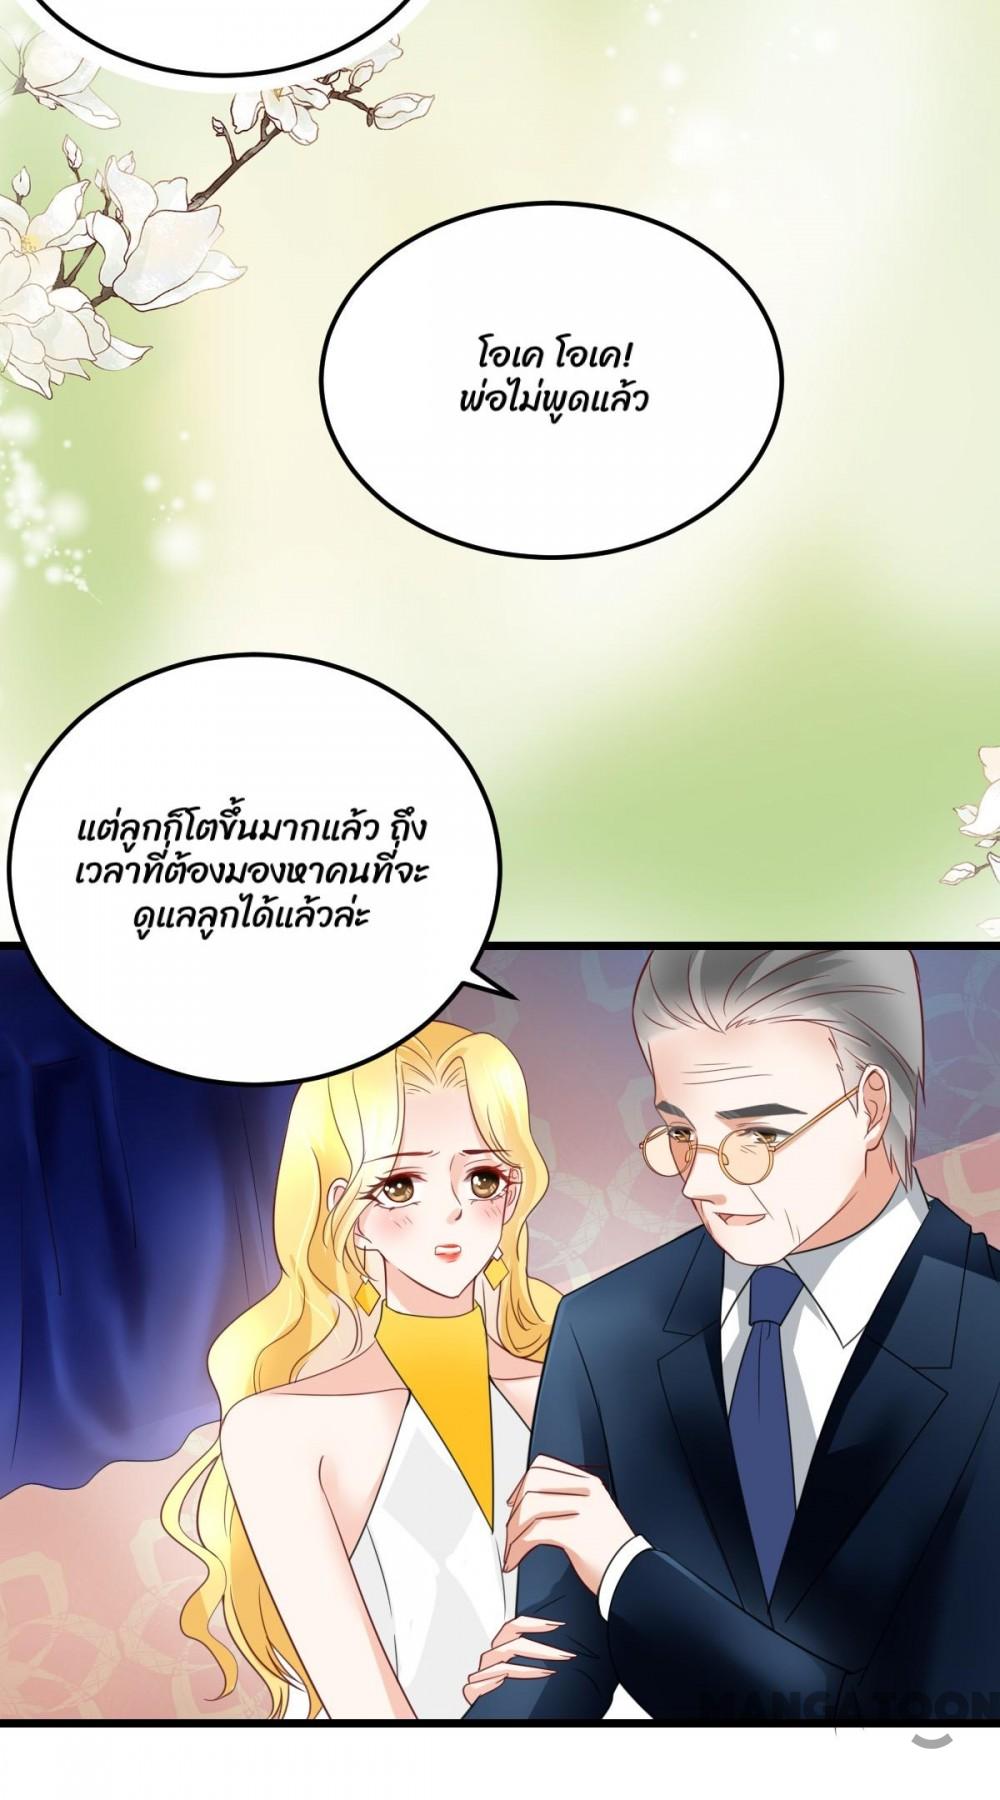 โอเค โอเค!
พ่อไม่พูดแล้ว
แต่ลูกก็โตขึ้นมากแล้ว ถึง
เวลาที่ต้องมองหาคนที่จะ
ดูแลลูกได้แล้วล่ะ
MANGATOON